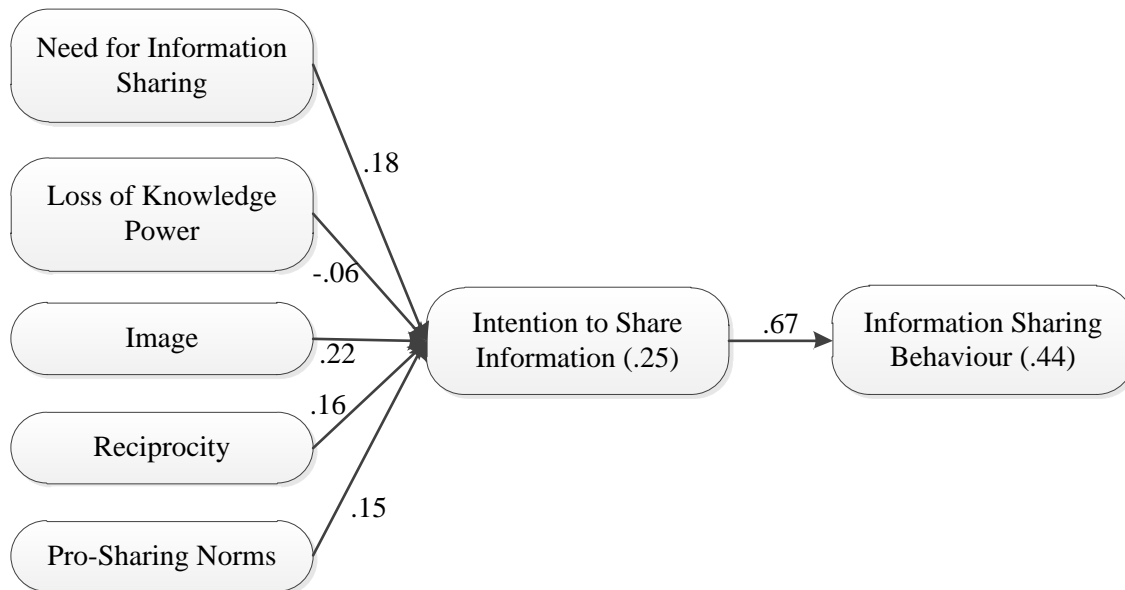 Need for Information
Sharing
.18
Loss of Knowledge
Power
-.06
Image
.22
Intention to Share
Information (.25)
.67
Information Sharing
Behaviour (.44)
.16
Reciprocity
.15
Pro-Sharing Norms